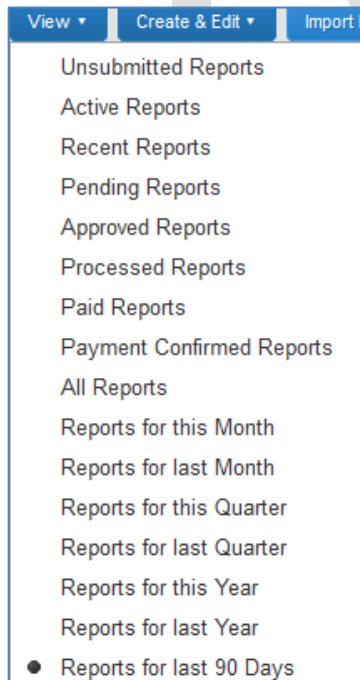 View ▾ Create & Edit ▾ Import
Unsubmitted Reports
Active Reports
Recent Reports
Pending Reports
Approved Reports
Processed Reports
Paid Reports
Payment Confirmed Reports
All Reports
Reports for this Month
Reports for last Month
Reports for this Quarter
Reports for last Quarter
Reports for this Year
Reports for last Year
Reports for last 90 Days